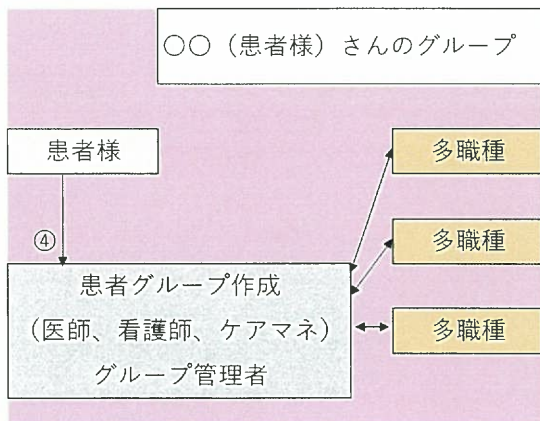 ○○（患者様）さんのグループ
患者様
多職種
④
多職種
患者グループ作成
（医師、看護師、ケアマネ）
グループ管理者
多職種